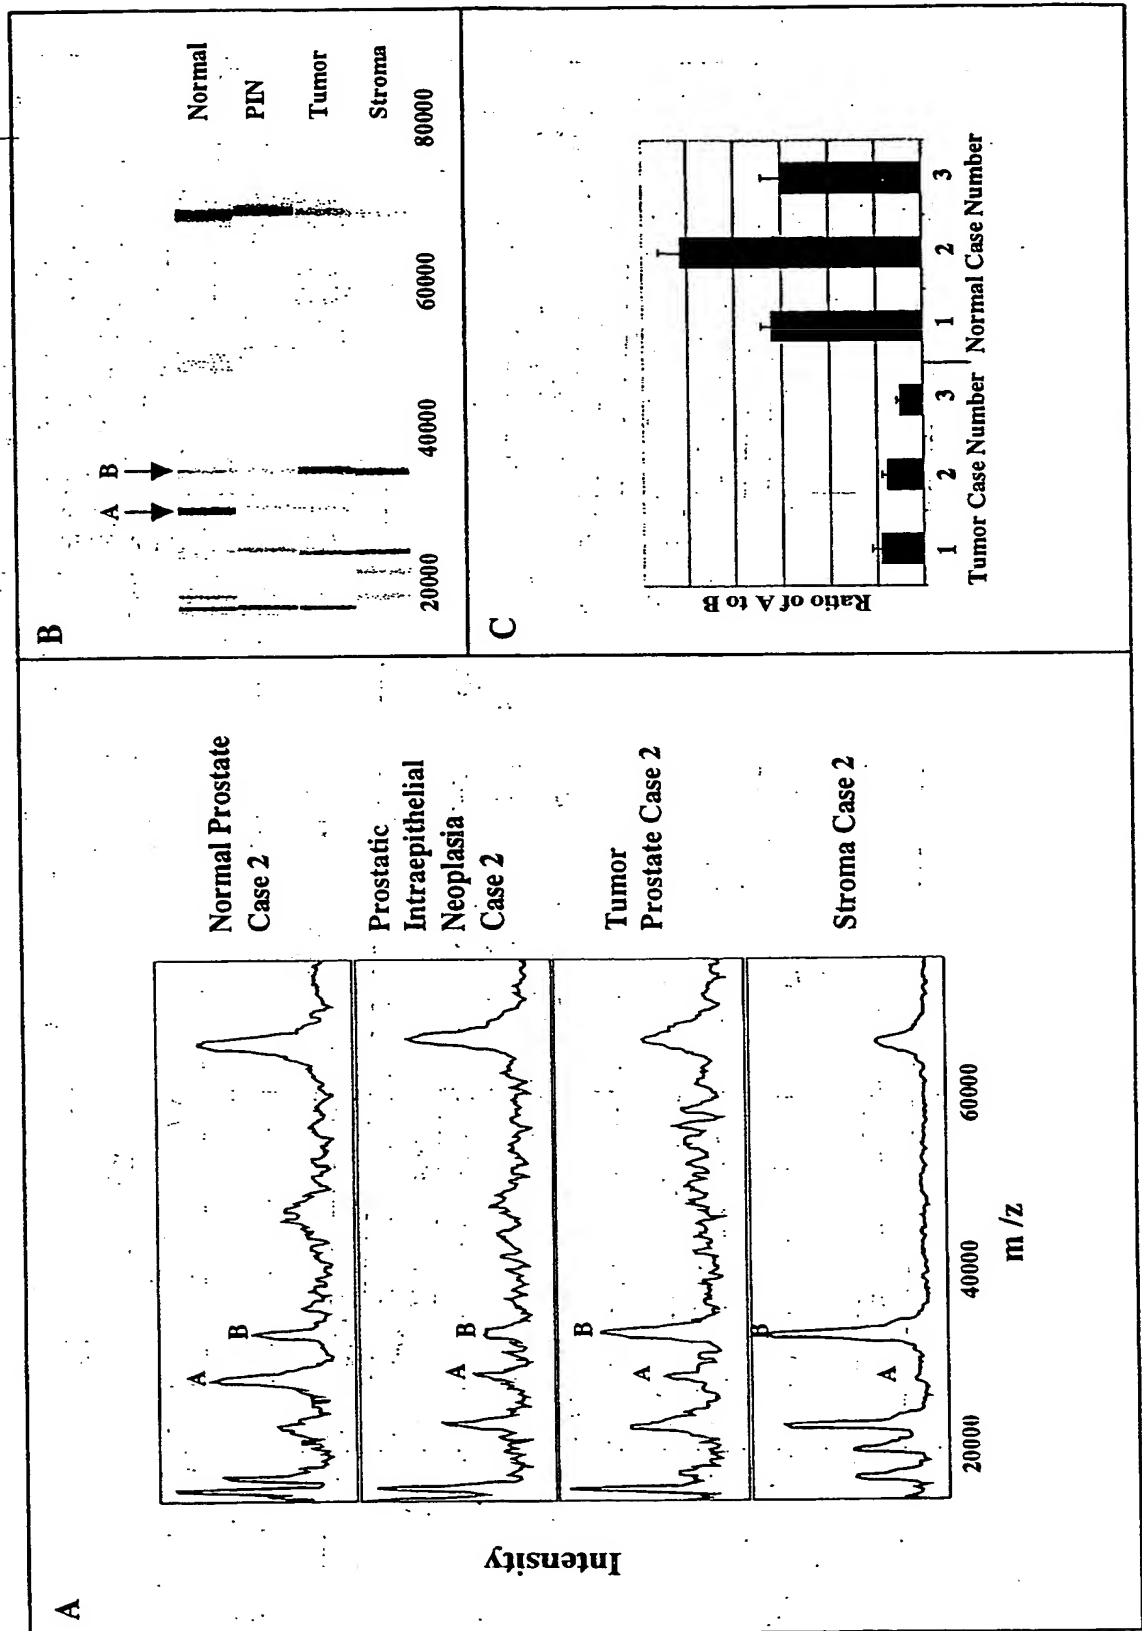 A
Intensity
A
B
Normal Prostate
Case 2
A
B
Prostatic
Intraepithelial
Neoplasia
Case 2
A
B
Tumor
Prostate Case 2
A
B
Stroma Case 2
20000
40000
60000
m /z
B
A
B
Normal
PIN
Tumor
Stroma
20000
40000
60000
80000
C
Ratio of A to B
1
2
3
1
2
3
Tumor Case Number
Normal Case Number